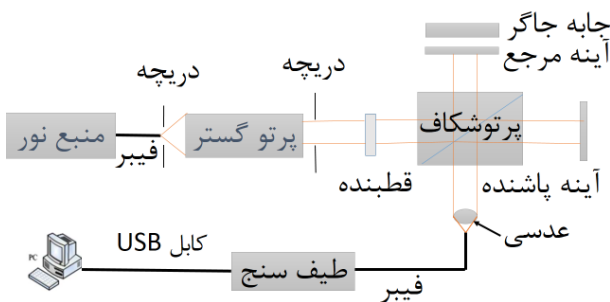 جابه جاگر
آینه مرجع
دریچه
دریچه
منبع نور
فیبر
پرتو گستر
قطبنده
پرتوشکاف
آینه پاشنده
عدسی
PC
کابل USB
طیف سنج
فیبر